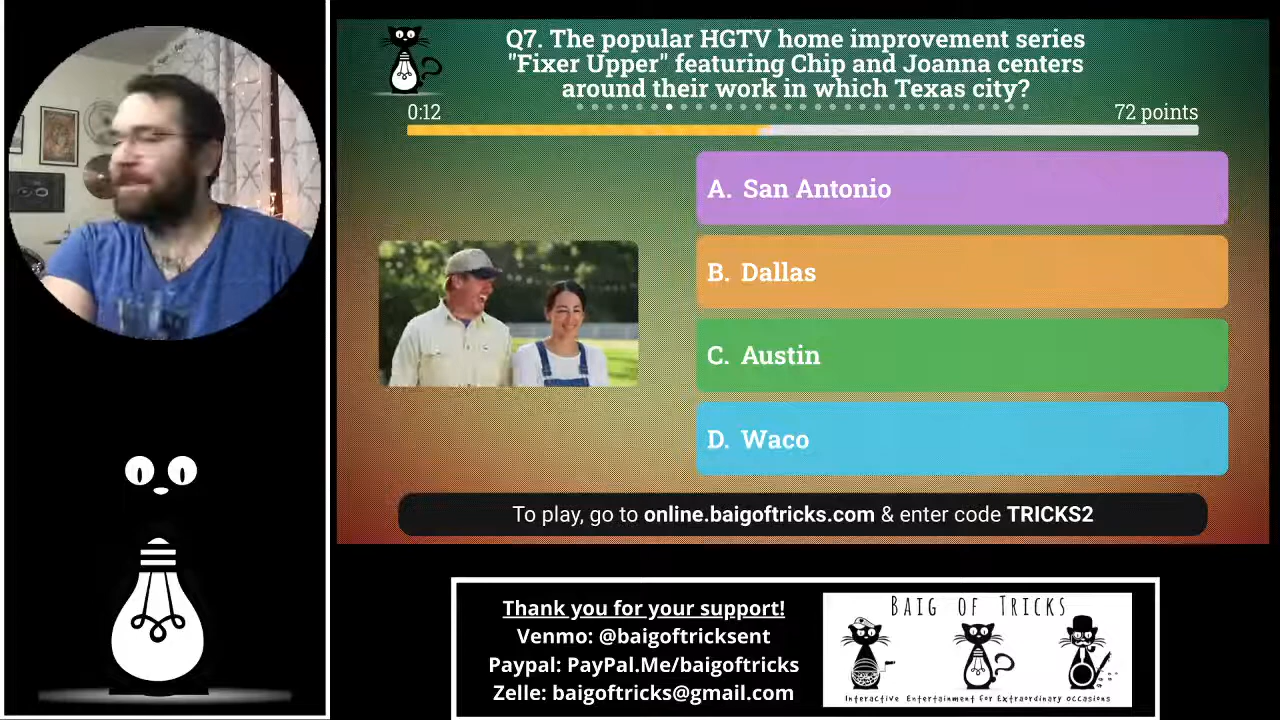 Q7. The popular HGTV home improvement series
"Fixer Upper" featuring Chip and Joanna centers
around their work in which Texas city?
0:12
72 points
A. San Antonio
B. Dallas
C. Austin
D. Waco
To play, go to online.baigoftricks.com & enter code TRICKS2
Thank you for your support!
Venmo: @baigoftricksent
Paypal: PayPal.Me/baigoftricks
Zelle: baigoftricks@gmail.com
BAIG OF TRICKS
Interactive Entertainment for Extraordinary Occasions